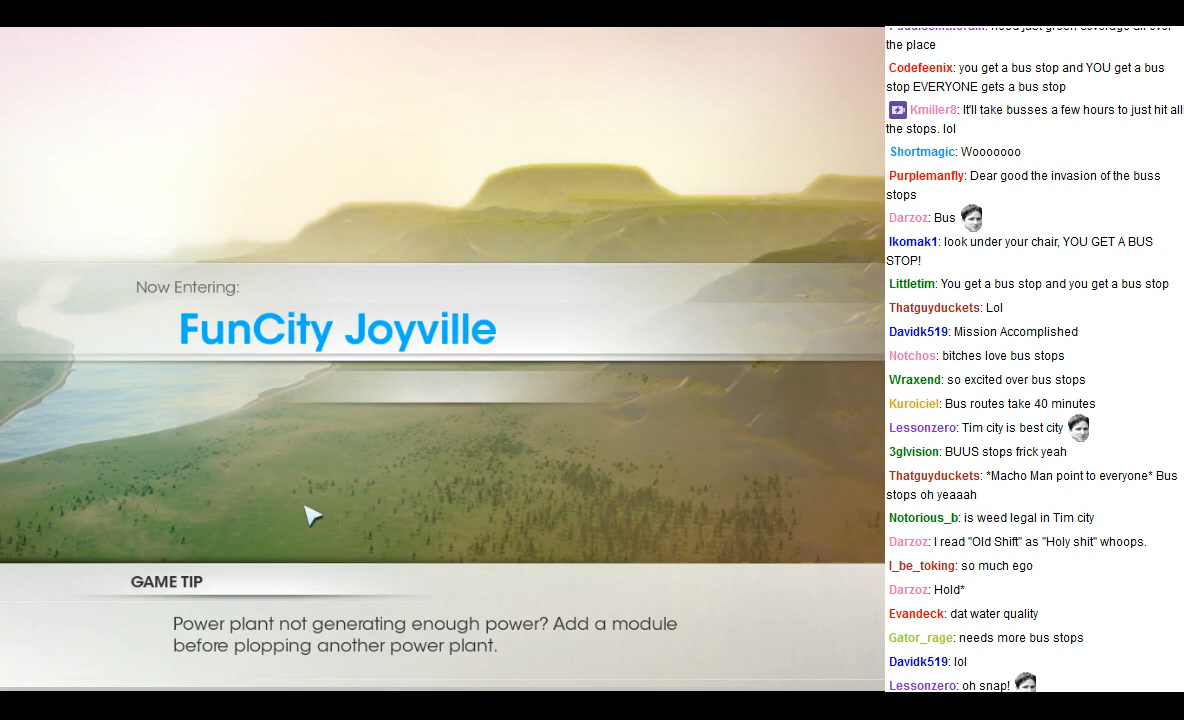 Now Entering:
FunCity Joyville
GAME TIP
Power plant not generating enough power? Add a module
before plopping another power plant.
the place
Codefeenix: you get a bus stop and YOU get a bus
stop EVERYONE gets a bus stop
Kmiller8: It'll take busses a few hours to just hit all
the stops. lol
Shortmagic: Wooooooo
Purplemanfly: Dear good the invasion of the buss
stops
Darzoz: Bus
Ikomak1: look under your chair, YOU GET A BUS
STOP!
Littletim: You get a bus stop and you get a bus stop
Thatguyduckets: Lol
Davidk519: Mission Accomplished
Notchos: bitches love bus stops
Wraxend: so excited over bus stops
Kuroiciel: Bus routes take 40 minutes
Lessonzero: Tim city is best city
3glvision: BUUS stops frick yeah
Thatguyduckets: *Macho Man point to everyone* Bus
stops oh yeaaah
Notorious_b: is weed legal in Tim city
Darzoz: I read "Old Shift" as "Holy shit" whoops.
I_be_toking: so much ego
Darzoz: Hold*
Evandeck: dat water quality
Gator_rage: needs more bus stops
Davidk519: lol
Lessonzero: oh snap!